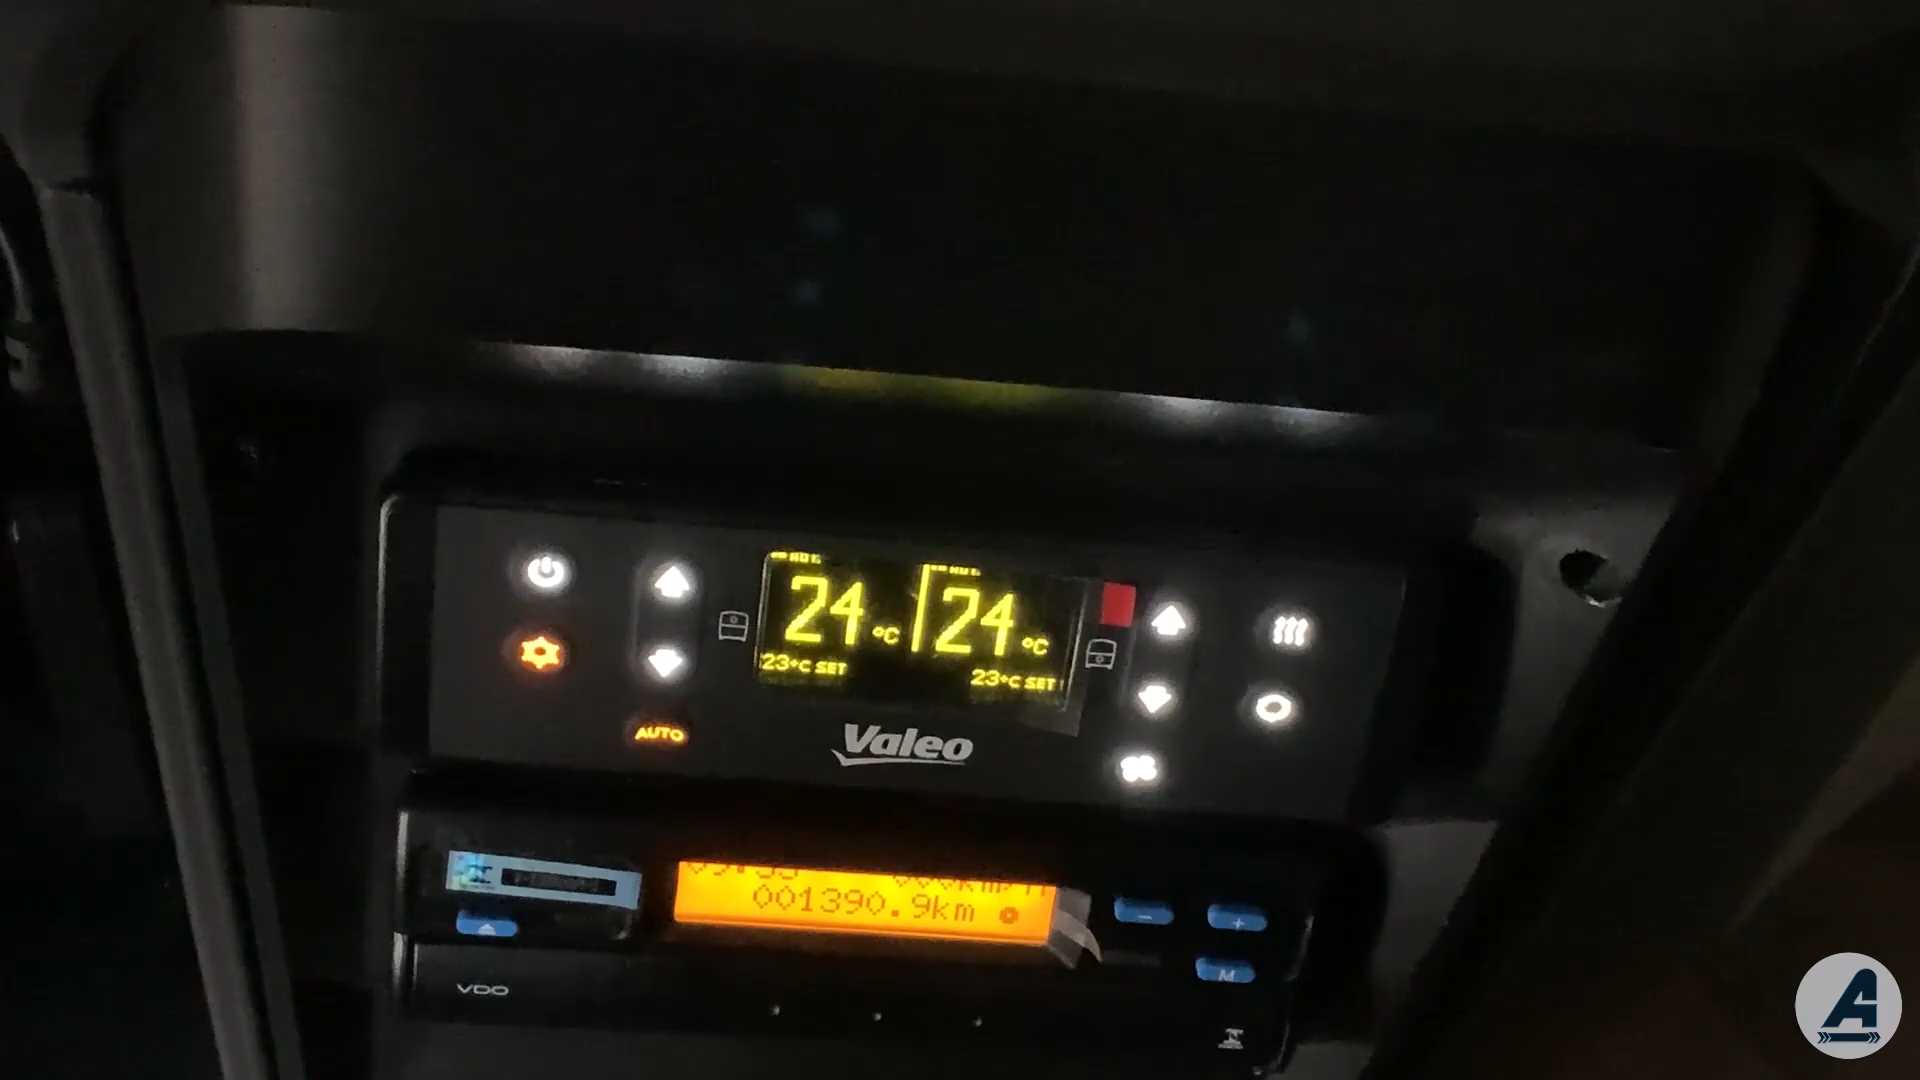 24 °C 24 °C
23°C SET 23°C SET
AUTO
Valeo
001390.9km
M
VDO
A